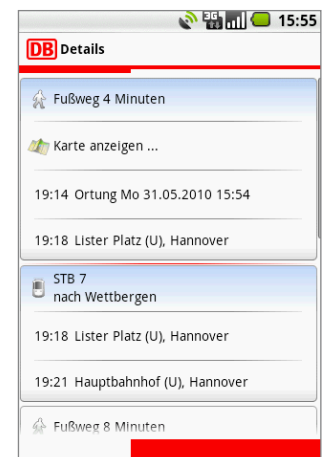 3G 15:55
DB Details
Fußweg 4 Minuten
Karte anzeigen ...
19:14 Ortung Mo 31.05.2010 15:54
19:18 Lister Platz (U), Hannover
STB 7
nach Wettbergen
19:18 Lister Platz (U), Hannover
19:21 Hauptbahnhof (U), Hannover
Fußweg 8 Minuten